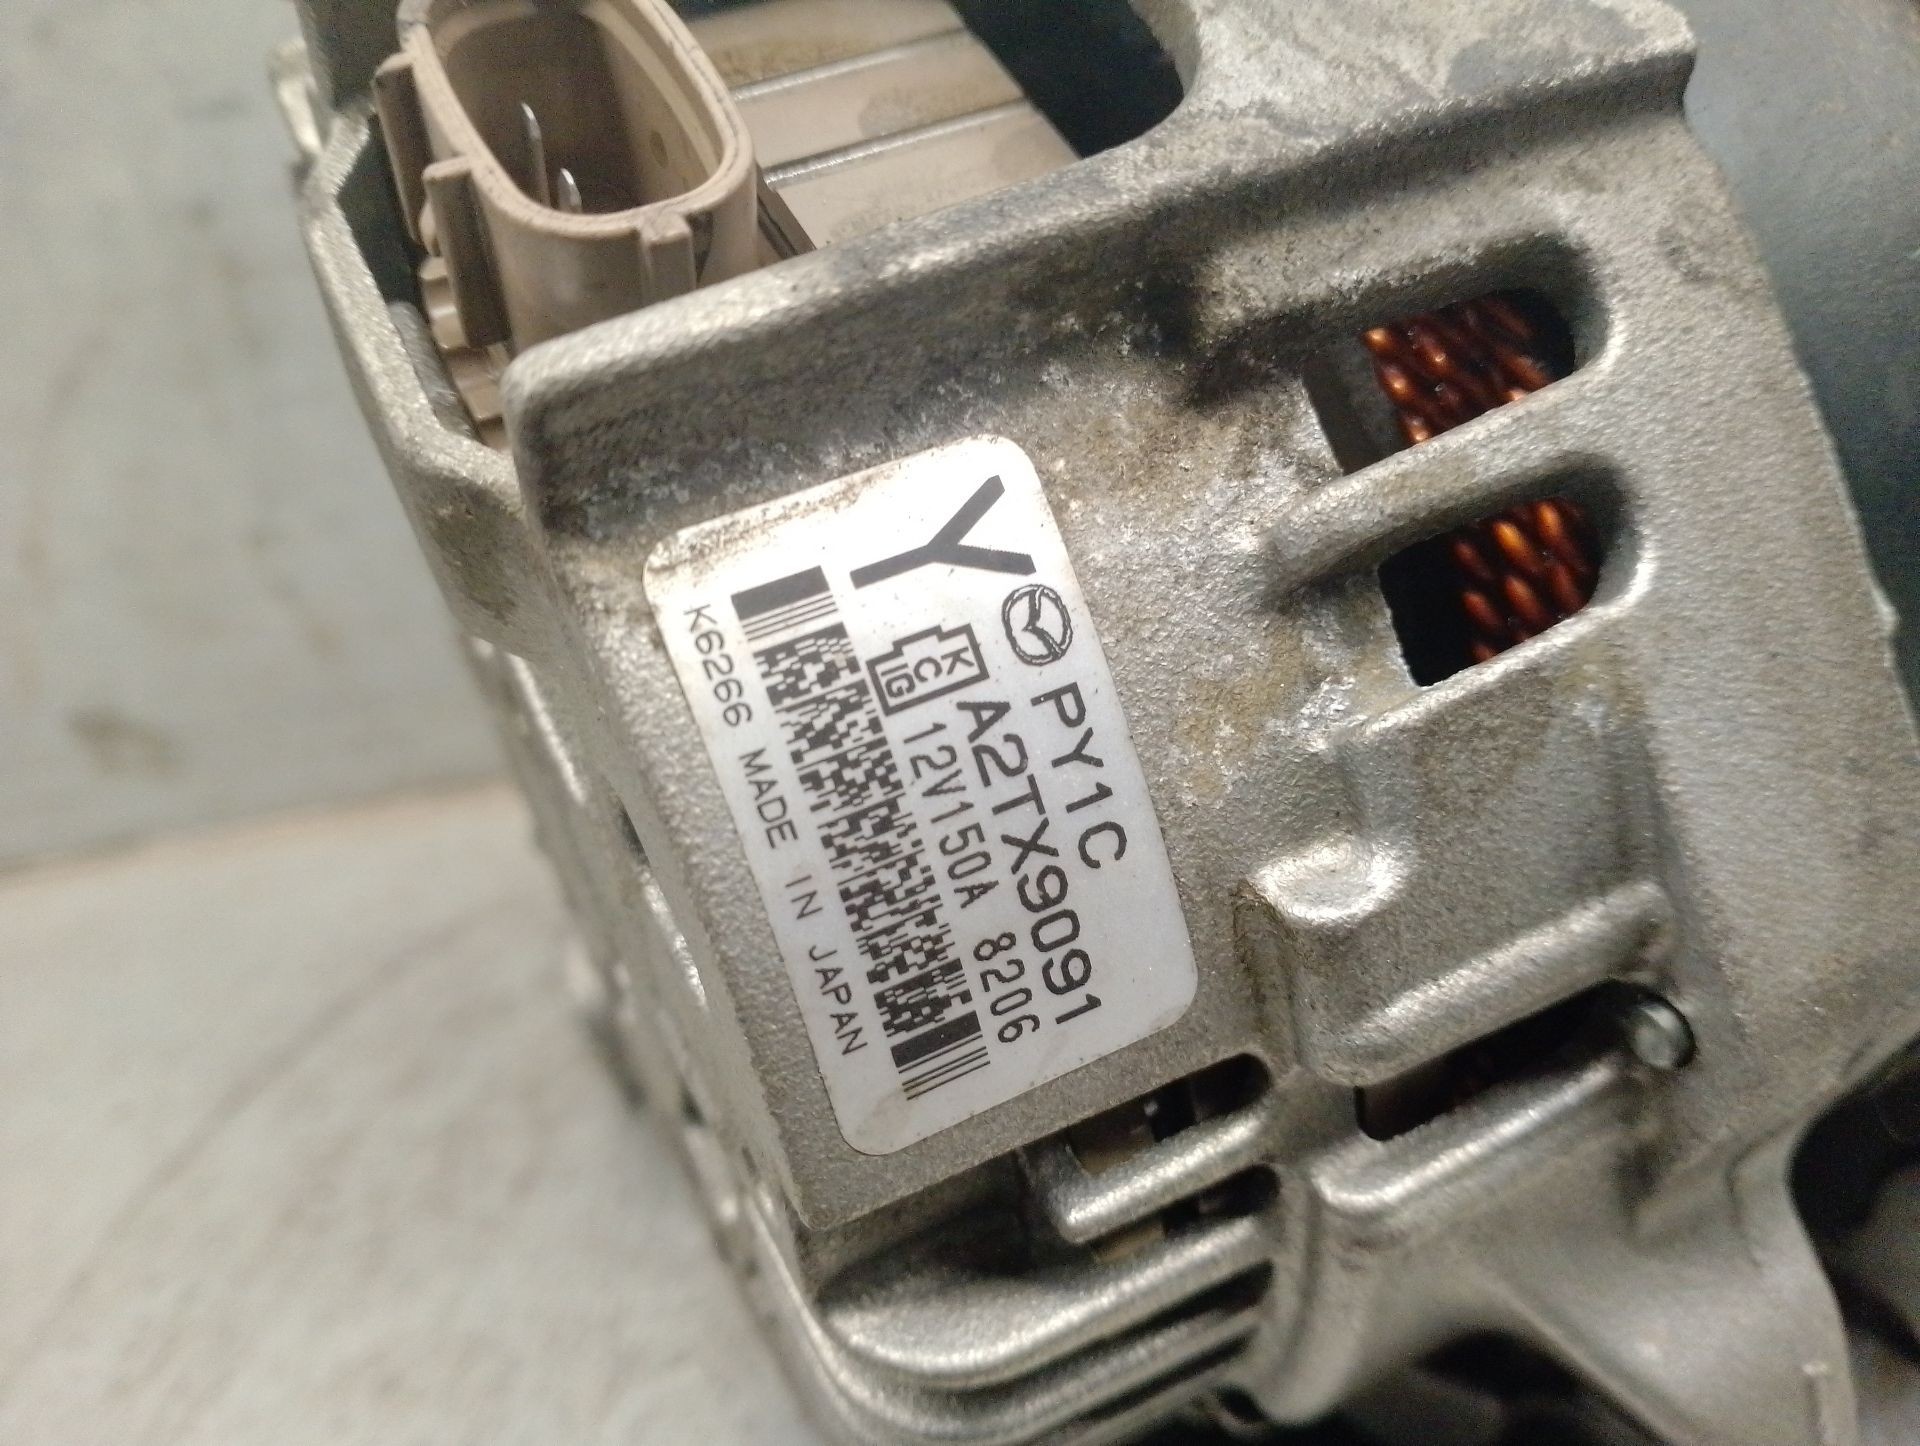 Y
PY1C
A2TX9091
K
C
IG
12V150A 8206
K6266 MADE IN JAPAN